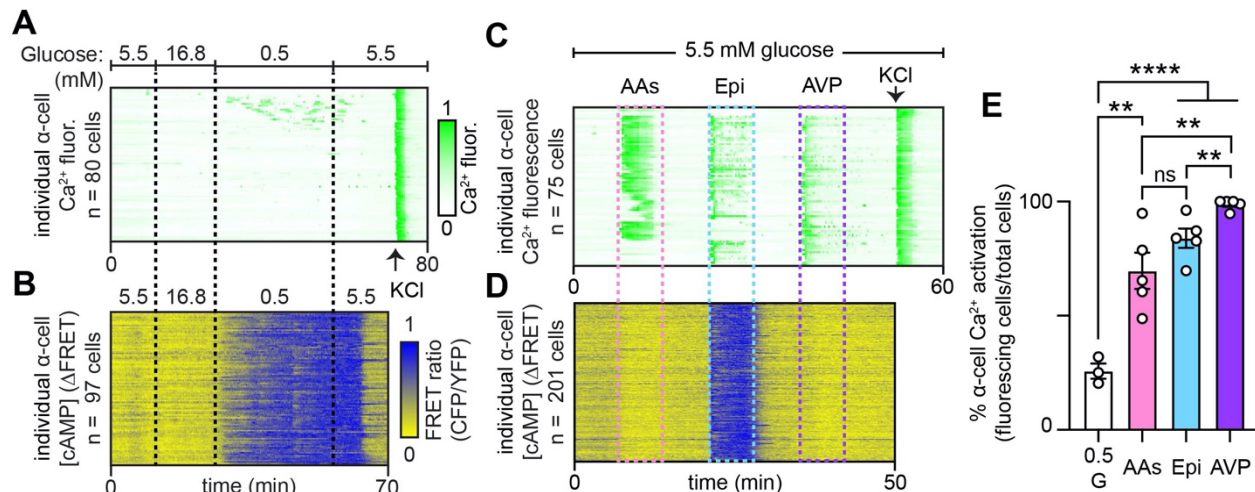 A
Glucose:
(mM)
5.5 16.8 0.5 5.5
individual α-cell
Ca²⁺ fluor.
n = 80 cells
1
0
Ca²⁺ fluor.
0 80
KCl
B
5.5 16.8 0.5 5.5
individual α-cell
[cAMP] (ΔFRET)
n = 97 cells
1
0
FRET ratio
(CFP/YFP)
0 time (min) 70
C
5.5 mM glucose
AAs Epi AVP KCl
individual α-cell
Ca²⁺ fluorescence
n = 75 cells
0 60
D
individual α-cell
[cAMP] (ΔFRET)
n = 201 cells
0 time (min) 50
E
****
**
**
**
ns
% α-cell Ca²⁺ activation
(fluorescing cells/total cells)
100
0
0.5
G
AAs Epi AVP